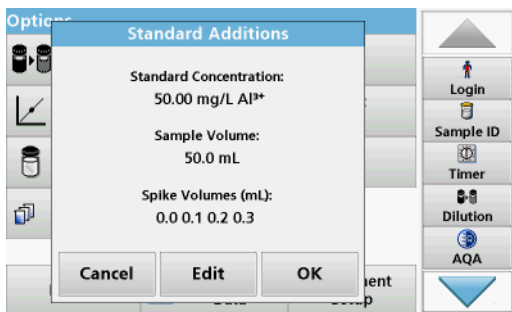 Options
Standard Additions
Standard Concentration:
50.00 mg/L Al³⁺
Sample Volume:
50.0 mL
Spike Volumes (mL):
0.0 0.1 0.2 0.3
Cancel
Edit
OK
Login
Sample ID
Timer
Dilution
AQA